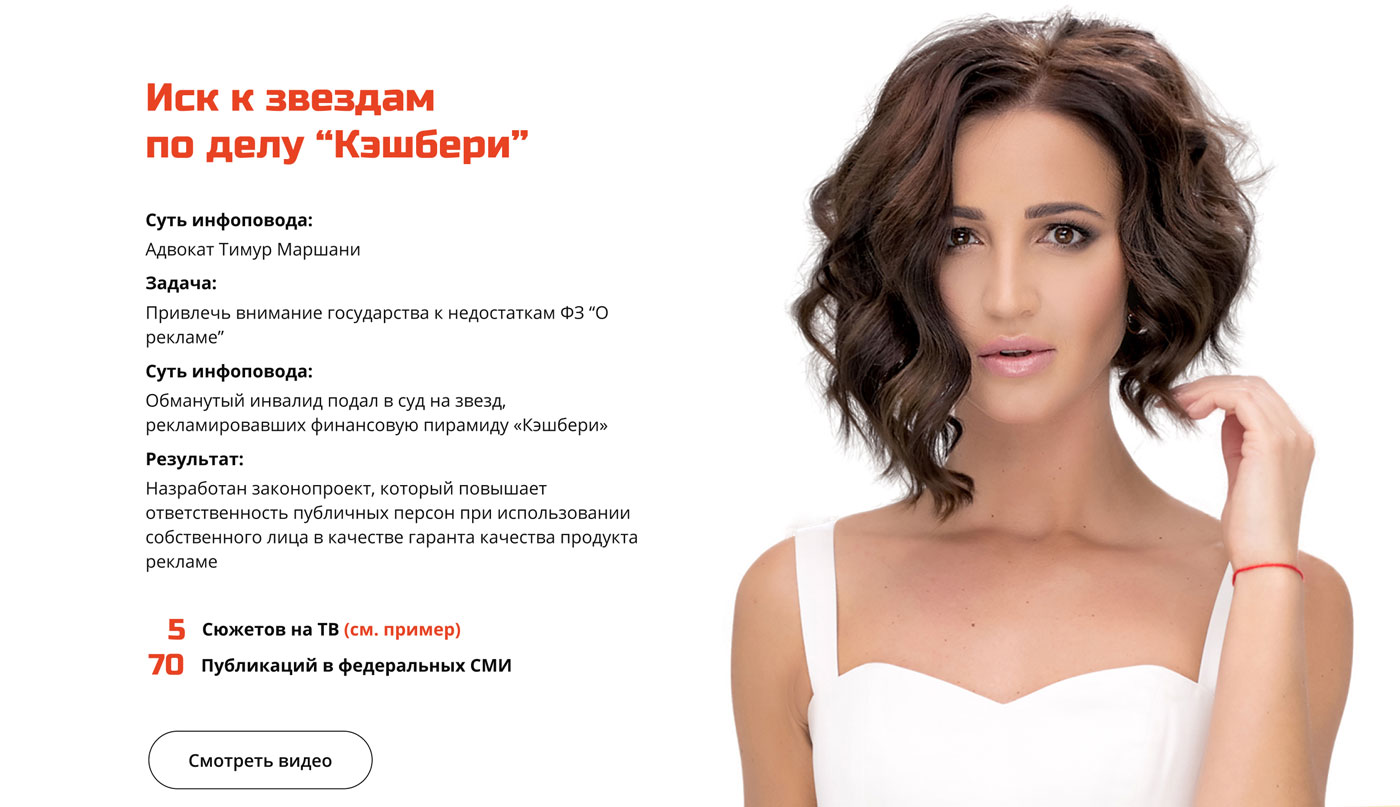 Иск к звездам
по делу “Кэшбери”
Суть инфоповода:
Адвокат Тимур Маршани
Задача:
Привлечь внимание государства к недостаткам ФЗ “О
рекламе”
Суть инфоповода:
Обманутый инвалид подал в суд на звезд,
рекламировавших финансовую пирамиду «Кэшбери»
Результат:
Назработан законопроект, который повышает
ответственность публичных персон при использовании
собственного лица в качестве гаранта качества продукта
рекламе
5 Сюжетов на ТВ (см. пример)
70 Публикаций в федеральных СМИ
Смотреть видео